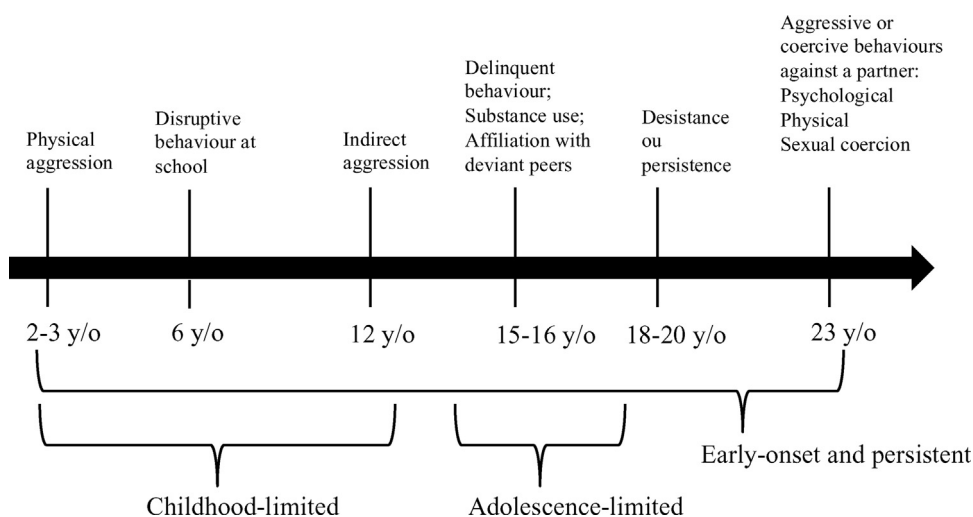 Physical
aggression
Disruptive
behaviour at
school
Indirect
aggression
Delinquent
behaviour;
Substance use;
Affiliation with
deviant peers
Desistance
ou
persistence
Aggressive or
coercive behaviours
against a partner:
Psychological
Physical
Sexual coercion
2-3 y/o
6 y/o
12 y/o
15-16 y/o
18-20 y/o
23 y/o
Early-onset and persistent
Childhood-limited
Adolescence-limited